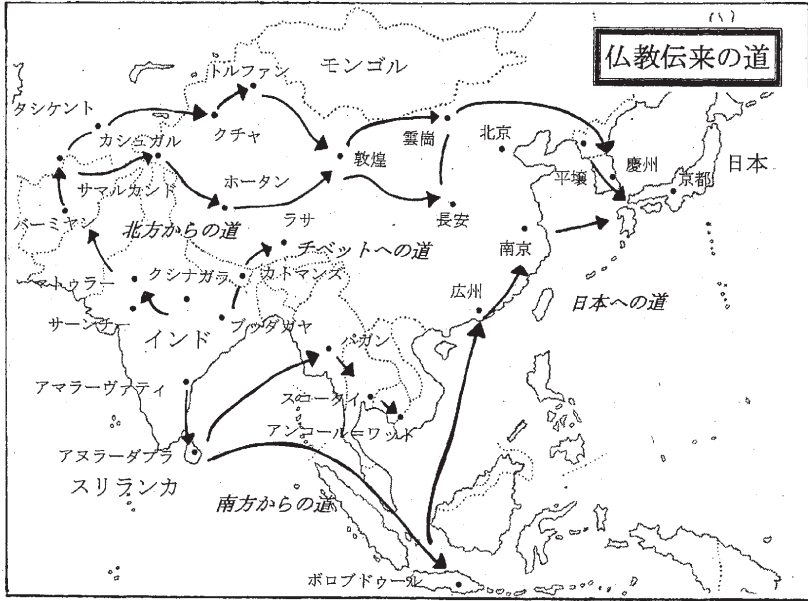 仏教伝来の道
トルファン
モンゴル
タシケント
カシュガル
クチャ
雲崗
北京
敦煌
平壌
慶州
日本
京都
サマルカンド
ホータン
バーミヤン
北方からの道
ラサ
長安
チベットへの道
南京
マトゥラー
クシナガラ
カトマンズ
広州
日本への道
サーンチー
インド
ブッダガヤ
パガン
アマラーヴァティ
スコータイ
アンコール=ワット
アヌラーダプラ
スリランカ
南方からの道
ボロブドゥール